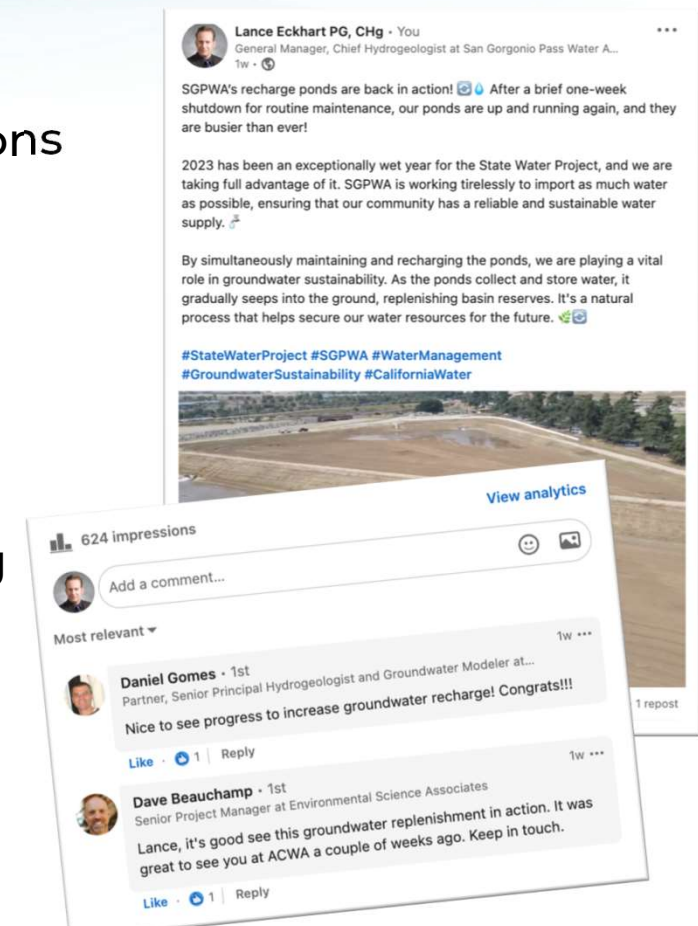 ons
g
Lance Eckhart PG, CHg • You
General Manager, Chief Hydrogeologist at San Gorgonio Pass Water A...
1w •
SGPWA's recharge ponds are back in action! 🔄💧 After a brief one-week
shutdown for routine maintenance, our ponds are up and running again, and they
are busier than ever!
2023 has been an exceptionally wet year for the State Water Project, and we are
taking full advantage of it. SGPWA is working tirelessly to import as much water
as possible, ensuring that our community has a reliable and sustainable water
supply. 🚰
By simultaneously maintaining and recharging the ponds, we are playing a vital
role in groundwater sustainability. As the ponds collect and store water, it
gradually seeps into the ground, replenishing basin reserves. It's a natural
process that helps secure our water resources for the future. 🌿🔄
#StateWaterProject #SGPWA #WaterManagement
#GroundwaterSustainability #CaliforniaWater
1 repost
624 impressions
View analytics
Add a comment...
Most relevant
Daniel Gomes • 1st
1w •••
Partner, Senior Principal Hydrogeologist and Groundwater Modeler at...
Nice to see progress to increase groundwater recharge! Congrats!!!
Like • 1 | Reply
Dave Beauchamp • 1st
1w •••
Senior Project Manager at Environmental Science Associates
Lance, it's good see this groundwater replenishment in action. It was
great to see you at ACWA a couple of weeks ago. Keep in touch.
Like • 1 | Reply